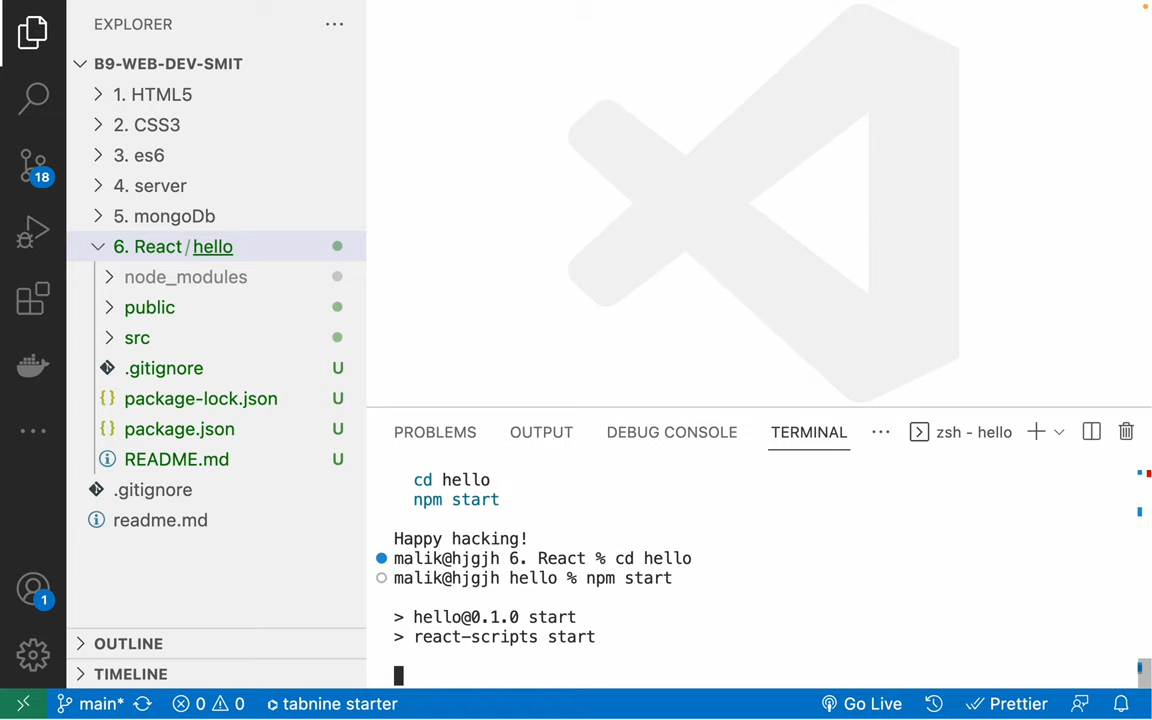 EXPLORER
B9-WEB-DEV-SMIT
1. HTML5
2. CSS3
3. es6
18
4. server
5. mongoDb
6. React/hello
node_modules
public
src
.gitignore U
package-lock.json U
package.json U
README.md U
.gitignore
readme.md
1
OUTLINE
TIMELINE
PROBLEMS OUTPUT DEBUG CONSOLE TERMINAL zsh - hello
cd hello
npm start
Happy hacking!
malik@hjgjh 6. React % cd hello
malik@hjgjh hello % npm start
> hello@0.1.0 start
> react-scripts start
main* 0 0 tabnine starter Go Live Prettier